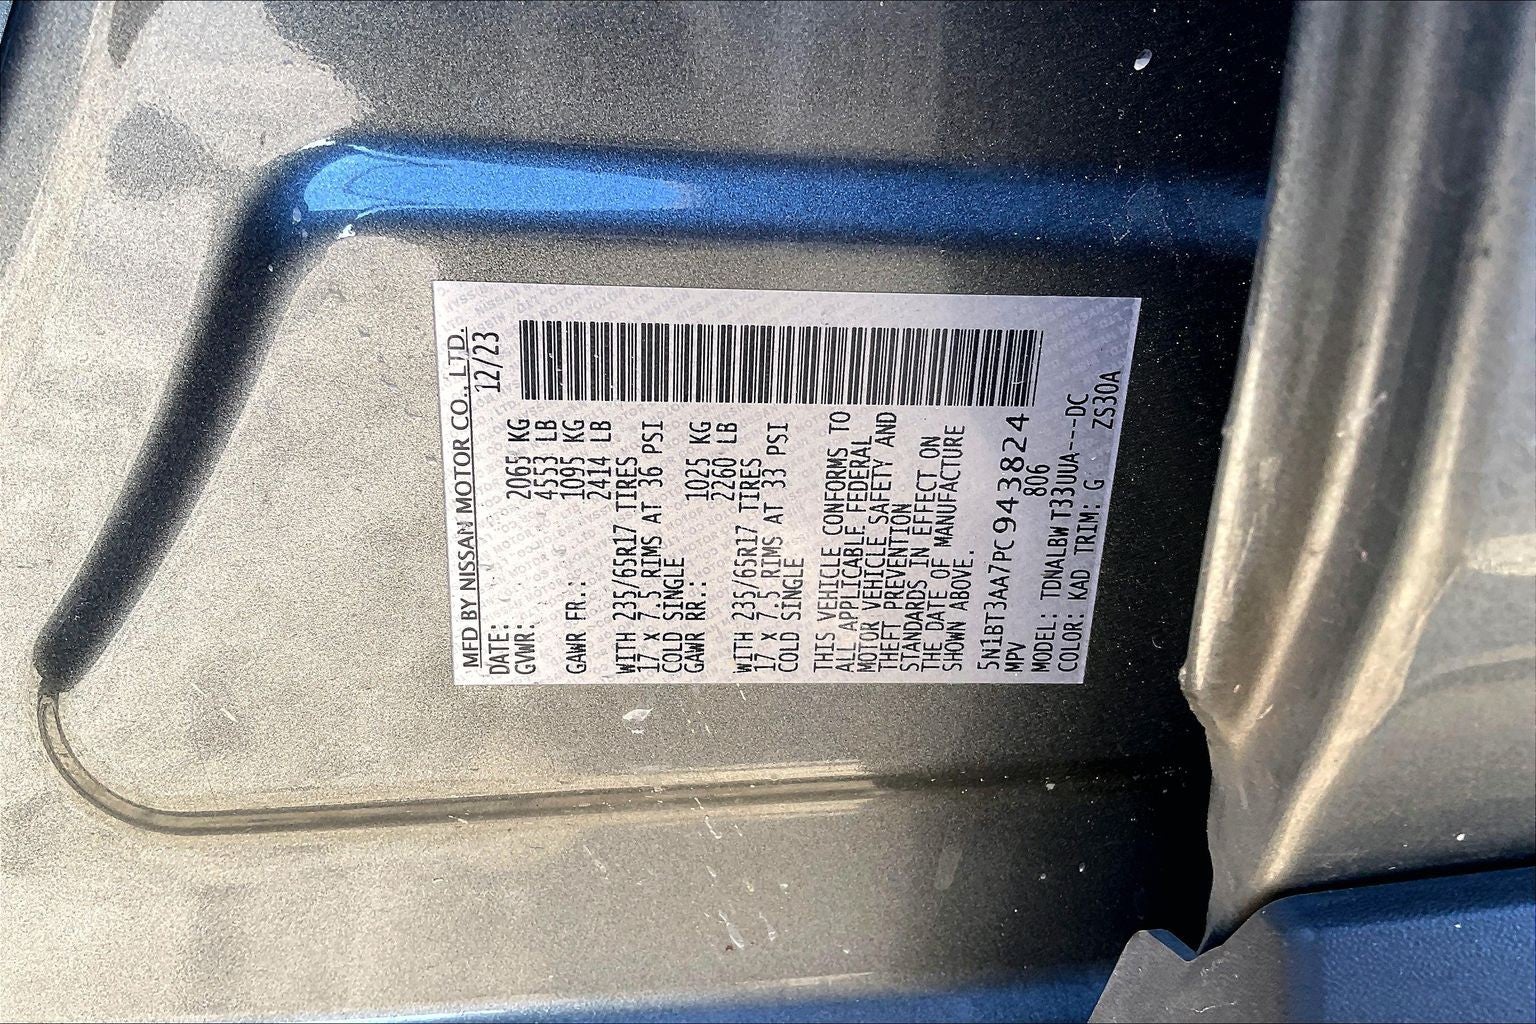 MFD BY NISSAN MOTOR CO., LTD.
DATE: 12/23
GVWR: 2065 KG
4553 LB
GAWR FR.: 1095 KG
2414 LB
WITH 235/65R17 TIRES
17 X 7.5 RIMS AT 36 PSI
COLD SINGLE
GAWR RR.: 1025 KG
2260 LB
WITH 235/65R17 TIRES
17 X 7.5 RIMS AT 33 PSI
COLD SINGLE
THIS VEHICLE CONFORMS TO
ALL APPLICABLE FEDERAL
MOTOR VEHICLE SAFETY AND
THEFT PREVENTION
STANDARDS IN EFFECT ON
THE DATE OF MANUFACTURE
SHOWN ABOVE.
5N1BT3AA7PC943824
MPV 806
MODEL: TDNALBWT33UUA----DC
COLOR: KAD TRIM: G ZS30A